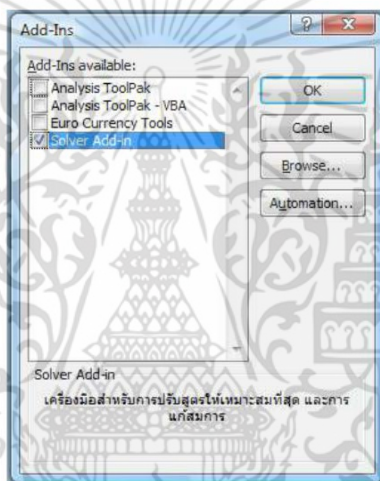 Add-Ins
Add-Ins available:
Analysis ToolPak
Analysis ToolPak - VBA
Euro Currency Tools
Solver Add-in
OK
Cancel
Browse...
Automation...
Solver Add-in
เครื่องมือสำหรับการปรับสูตรให้เหมาะสมที่สุด และการ
แก้สมการ